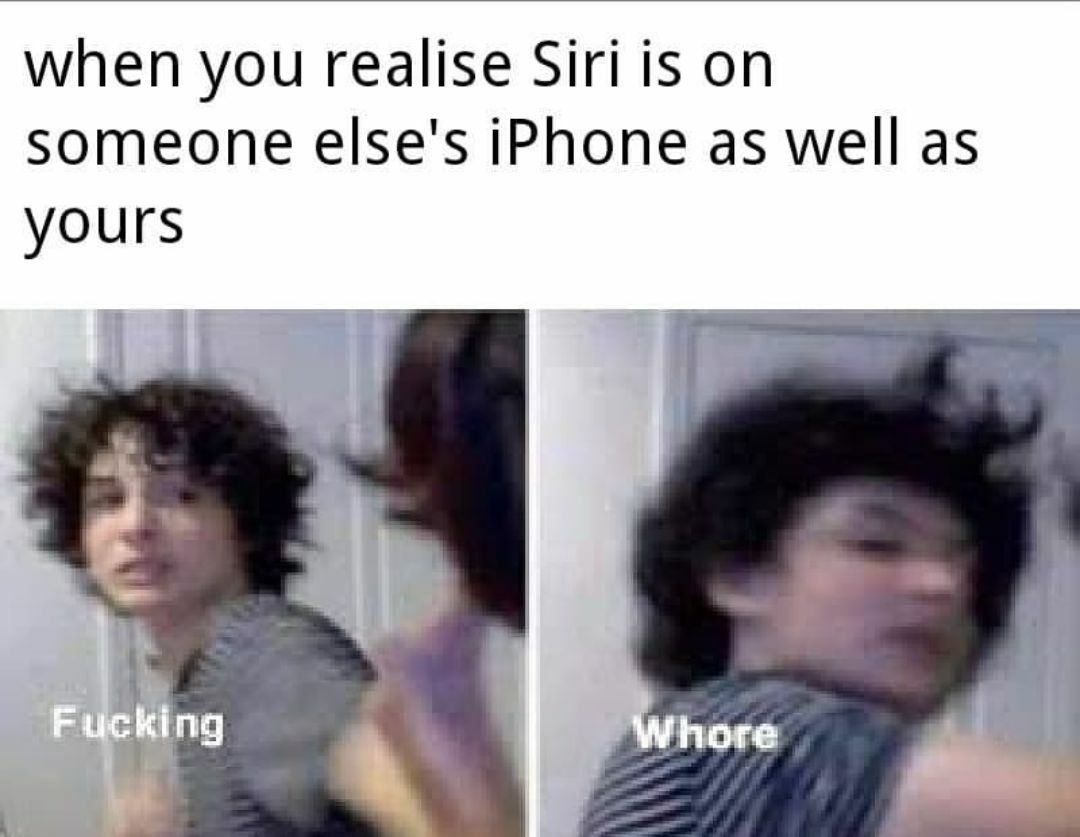 when you realise Siri is on
someone else's iPhone as well as
yours
Fucking
Whore